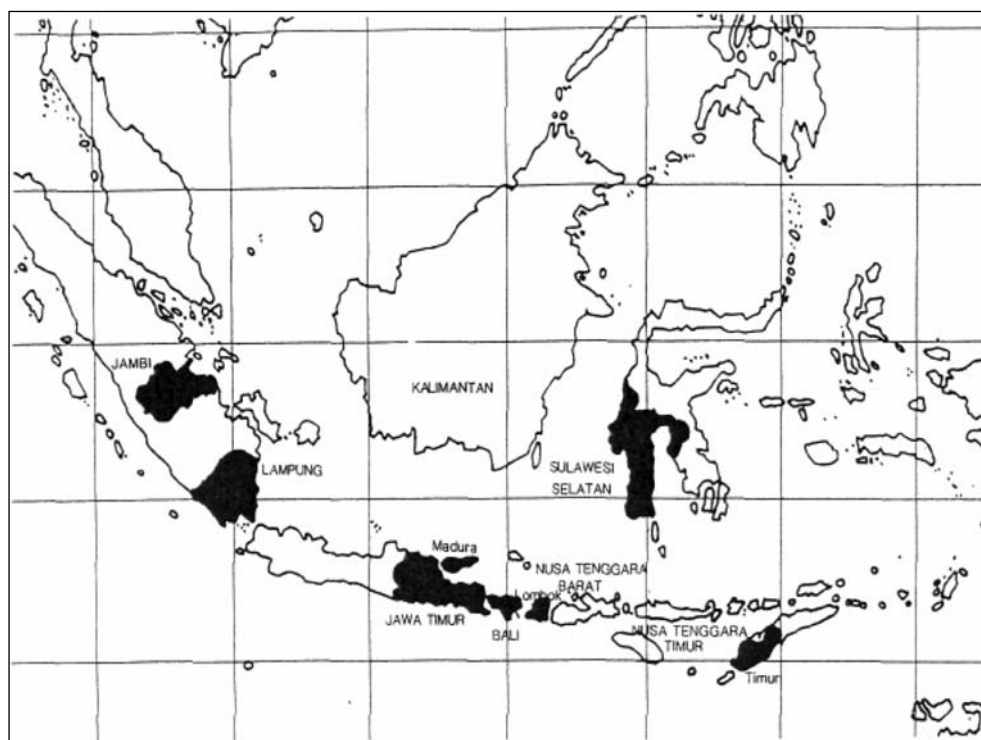 JAMBI
KALIMANTAN
LAMPUNG
SULAWESI
SELATAN
Madura
NUSA TENGGARA
BARAT
Lombok
JAWA TIMUR
BALI
NUSA TENGGARA
TIMUR
Timur